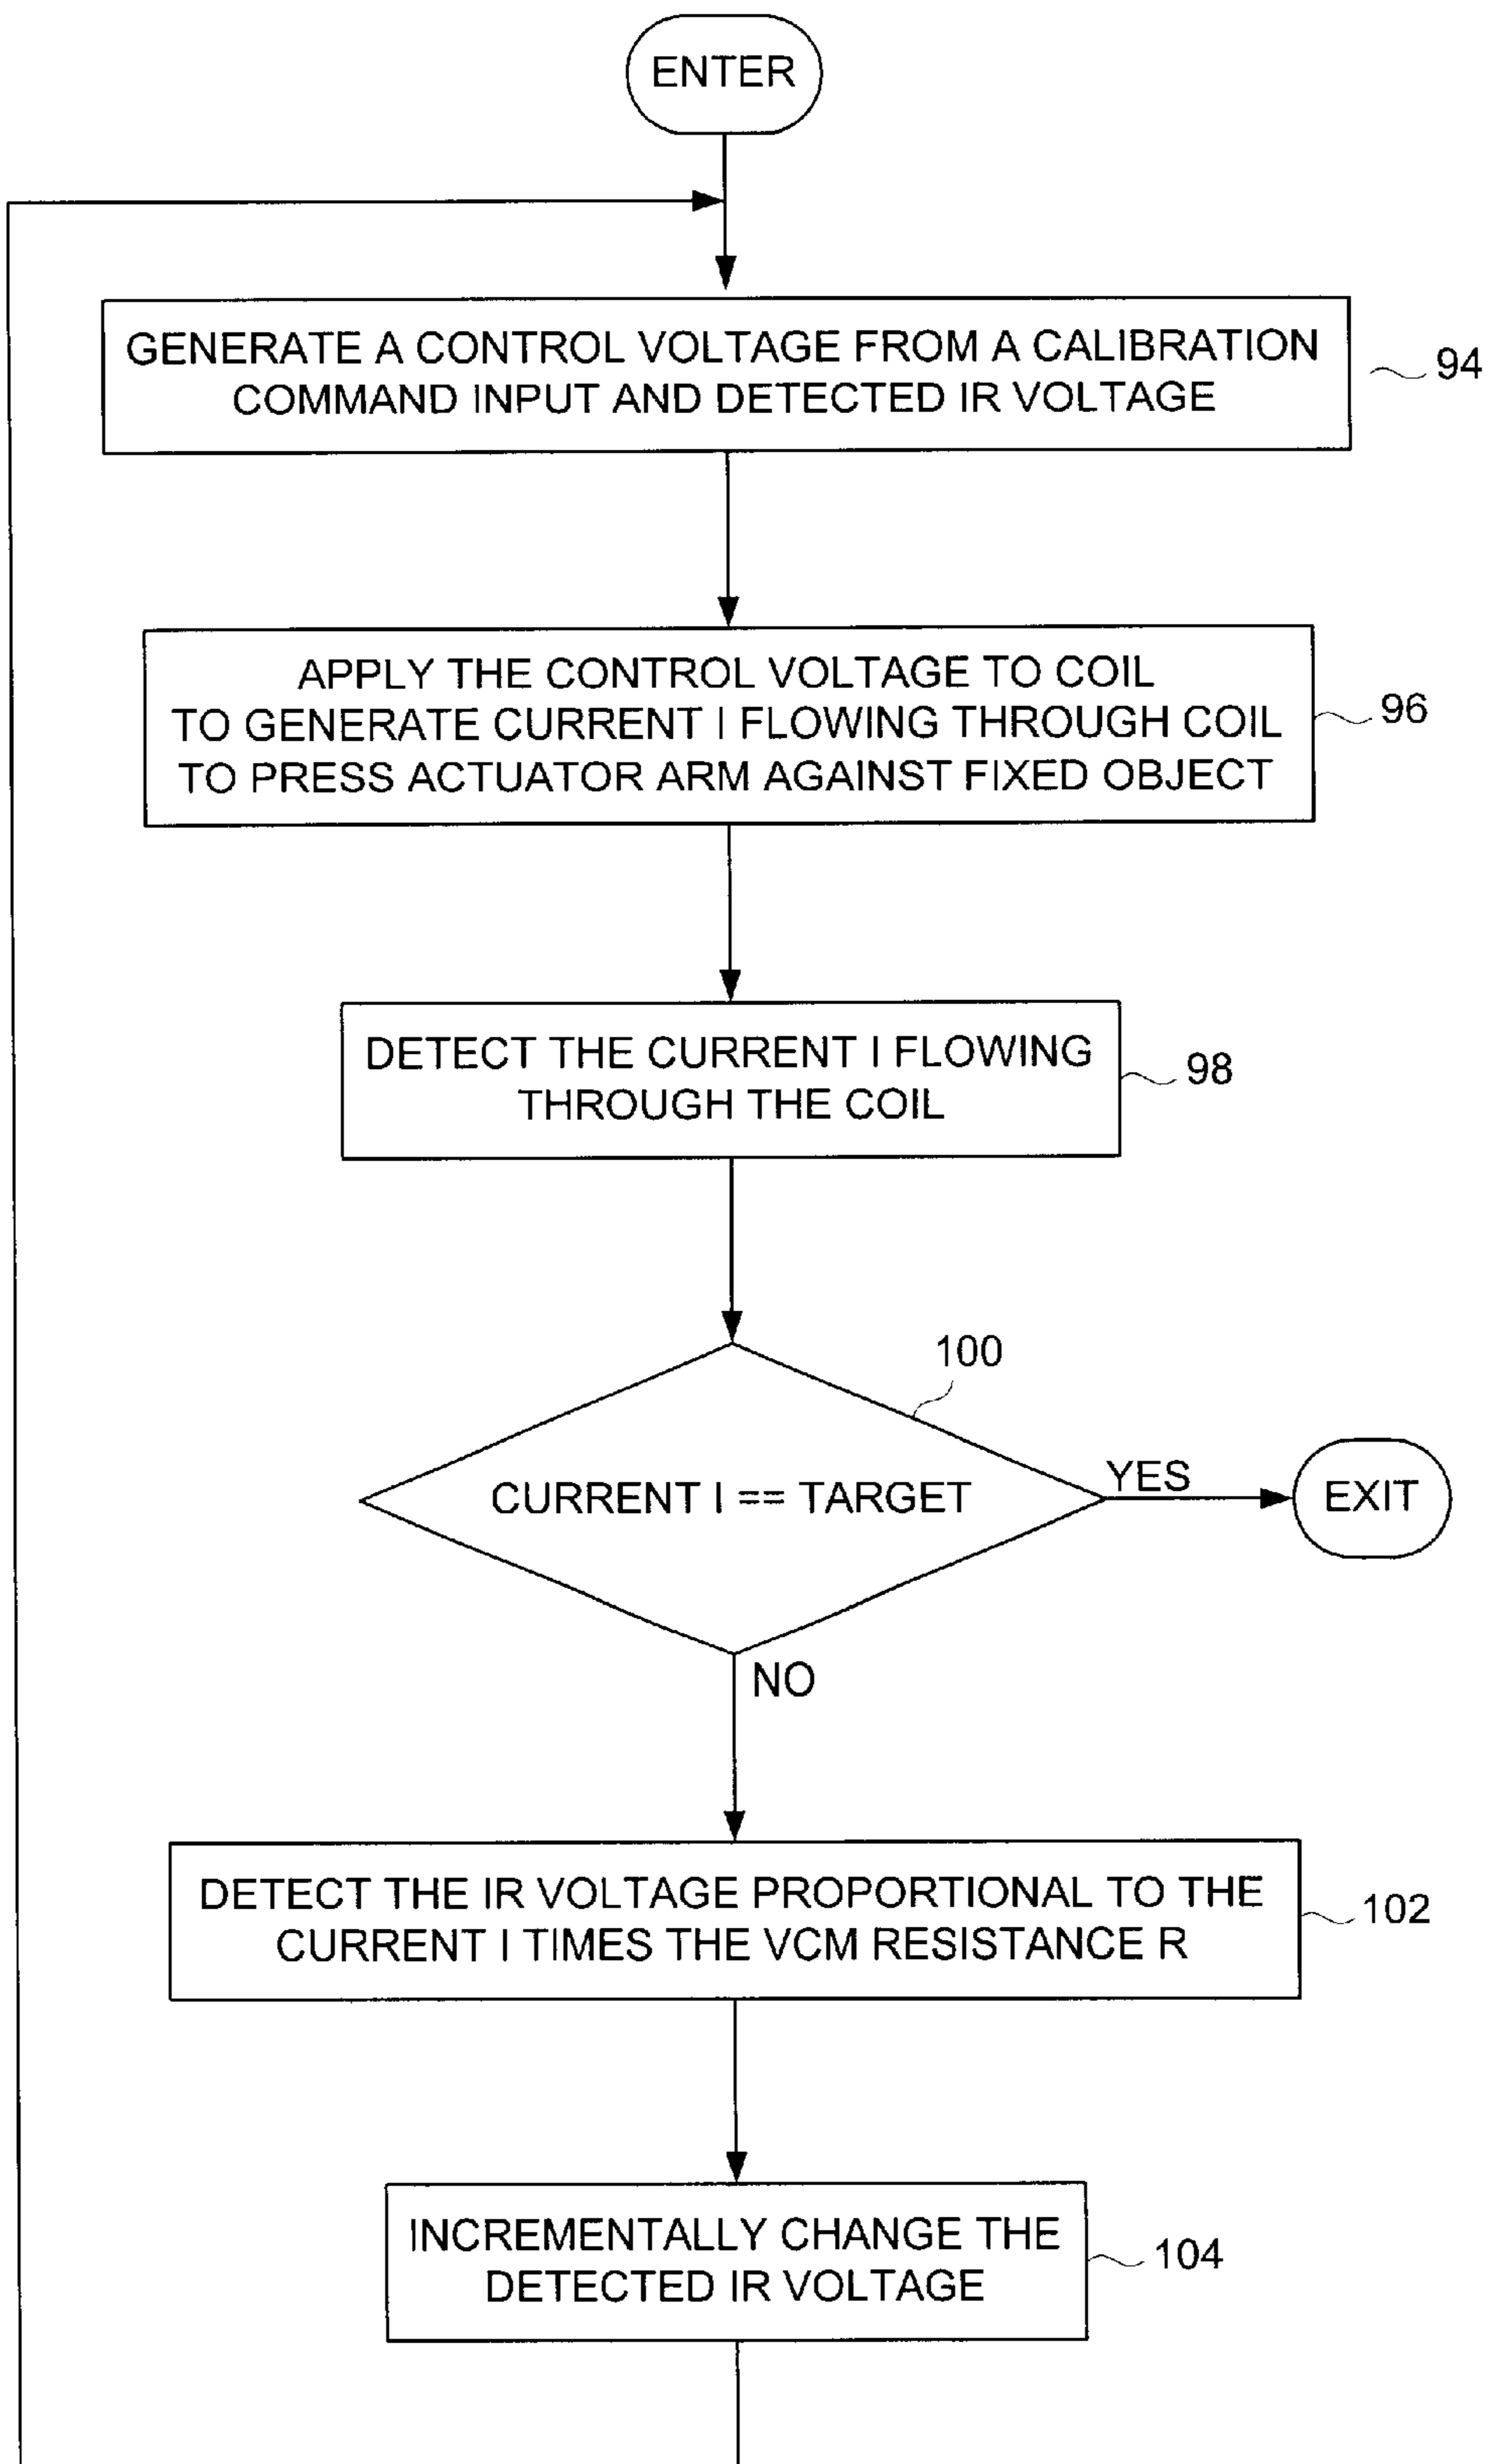 ENTER
GENERATE A CONTROL VOLTAGE FROM A CALIBRATION
COMMAND INPUT AND DETECTED IR VOLTAGE
94
APPLY THE CONTROL VOLTAGE TO COIL
TO GENERATE CURRENT I FLOWING THROUGH COIL
TO PRESS ACTUATOR ARM AGAINST FIXED OBJECT
96
DETECT THE CURRENT I FLOWING
THROUGH THE COIL
98
100
CURRENT I == TARGET
YES
EXIT
NO
DETECT THE IR VOLTAGE PROPORTIONAL TO THE
CURRENT I TIMES THE VCM RESISTANCE R
102
INCREMENTALLY CHANGE THE
DETECTED IR VOLTAGE
104